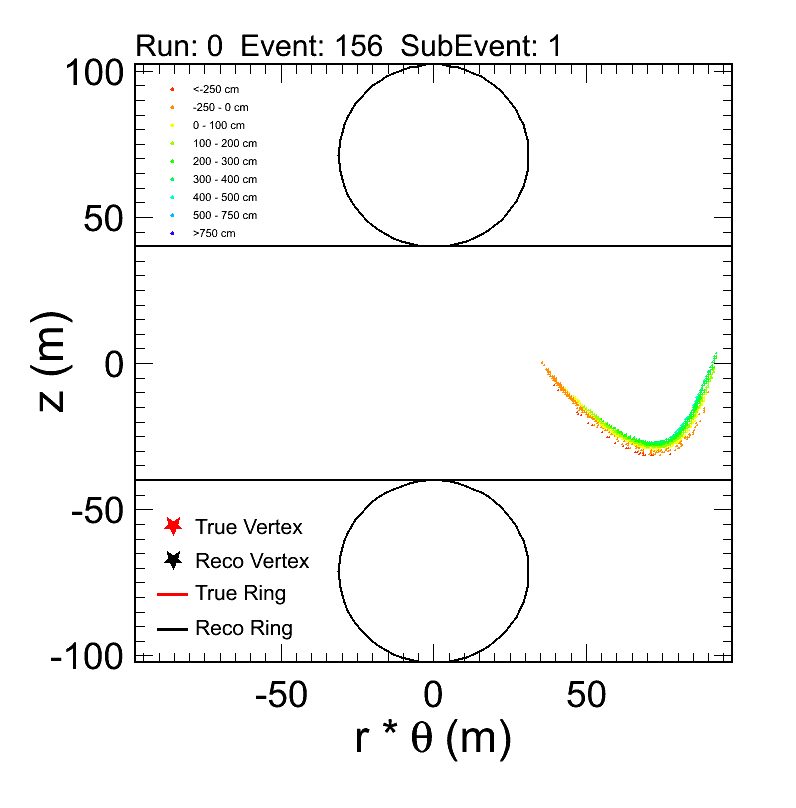 Run: 0  Event: 156  SubEvent: 1
100
<-250 cm
-250 - 0 cm
0 - 100 cm
100 - 200 cm
200 - 300 cm
300 - 400 cm
400 - 500 cm
500 - 750 cm
>750 cm
50
0
z (m)
-50
True Vertex
Reco Vertex
True Ring
Reco Ring
-100
-50 0 50
r * θ (m)